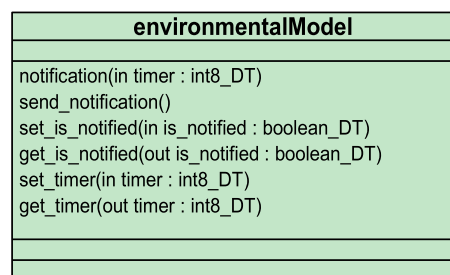 environmentalModel
notification(in timer : int8_DT)
send_notification()
set_is_notified(in is_notified : boolean_DT)
get_is_notified(out is_notified : boolean_DT)
set_timer(in timer : int8_DT)
get_timer(out timer : int8_DT)